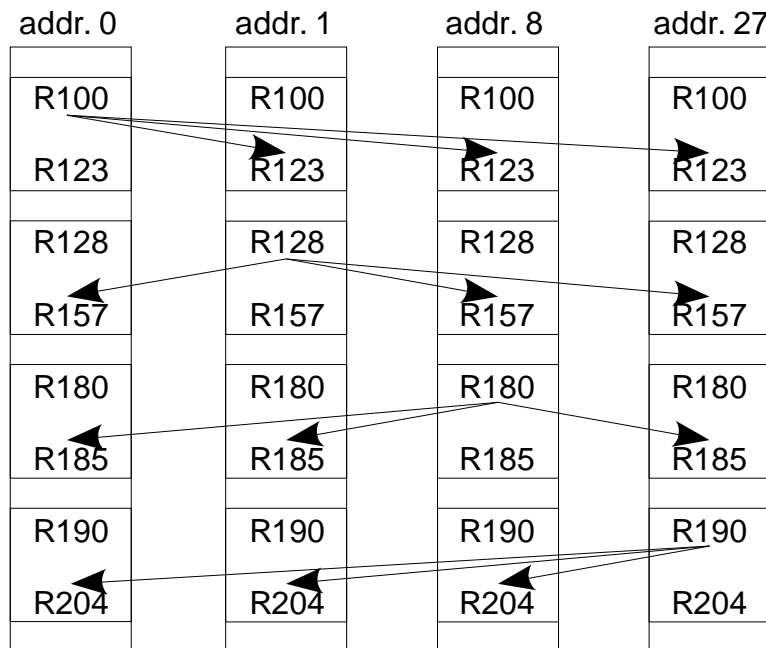 addr. 0 addr. 1 addr. 8 addr. 27
R100 R100 R100 R100
R123 R123 R123 R123
R128 R128 R128 R128
R157 R157 R157 R157
R180 R180 R180 R180
R185 R185 R185 R185
R190 R190 R190 R190
R204 R204 R204 R204